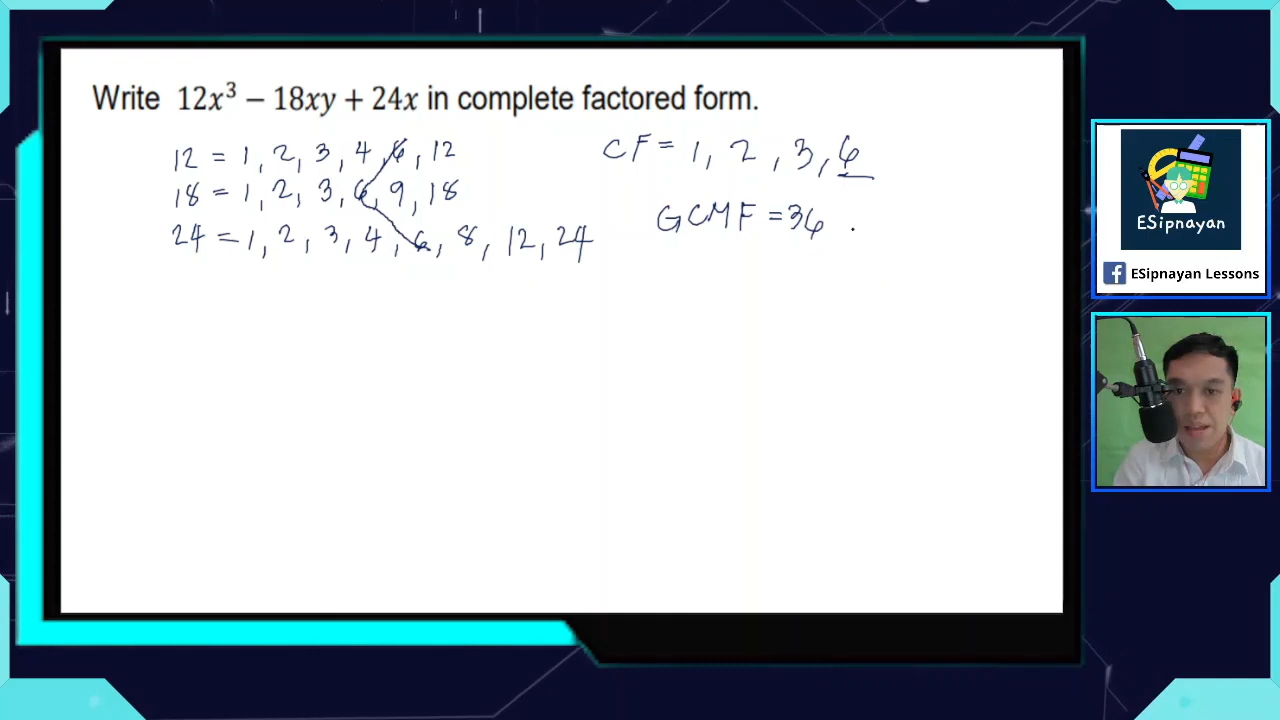 Write 12x³ − 18xy + 24x in complete factored form.
12 = 1, 2, 3, 4, 6, 12
18 = 1, 2, 3, 6, 9, 18
24 = 1, 2, 3, 4, 6, 8, 12, 24
CF = 1, 2, 3, 6
GCMF = 36
ESipnayan
ESipnayan Lessons